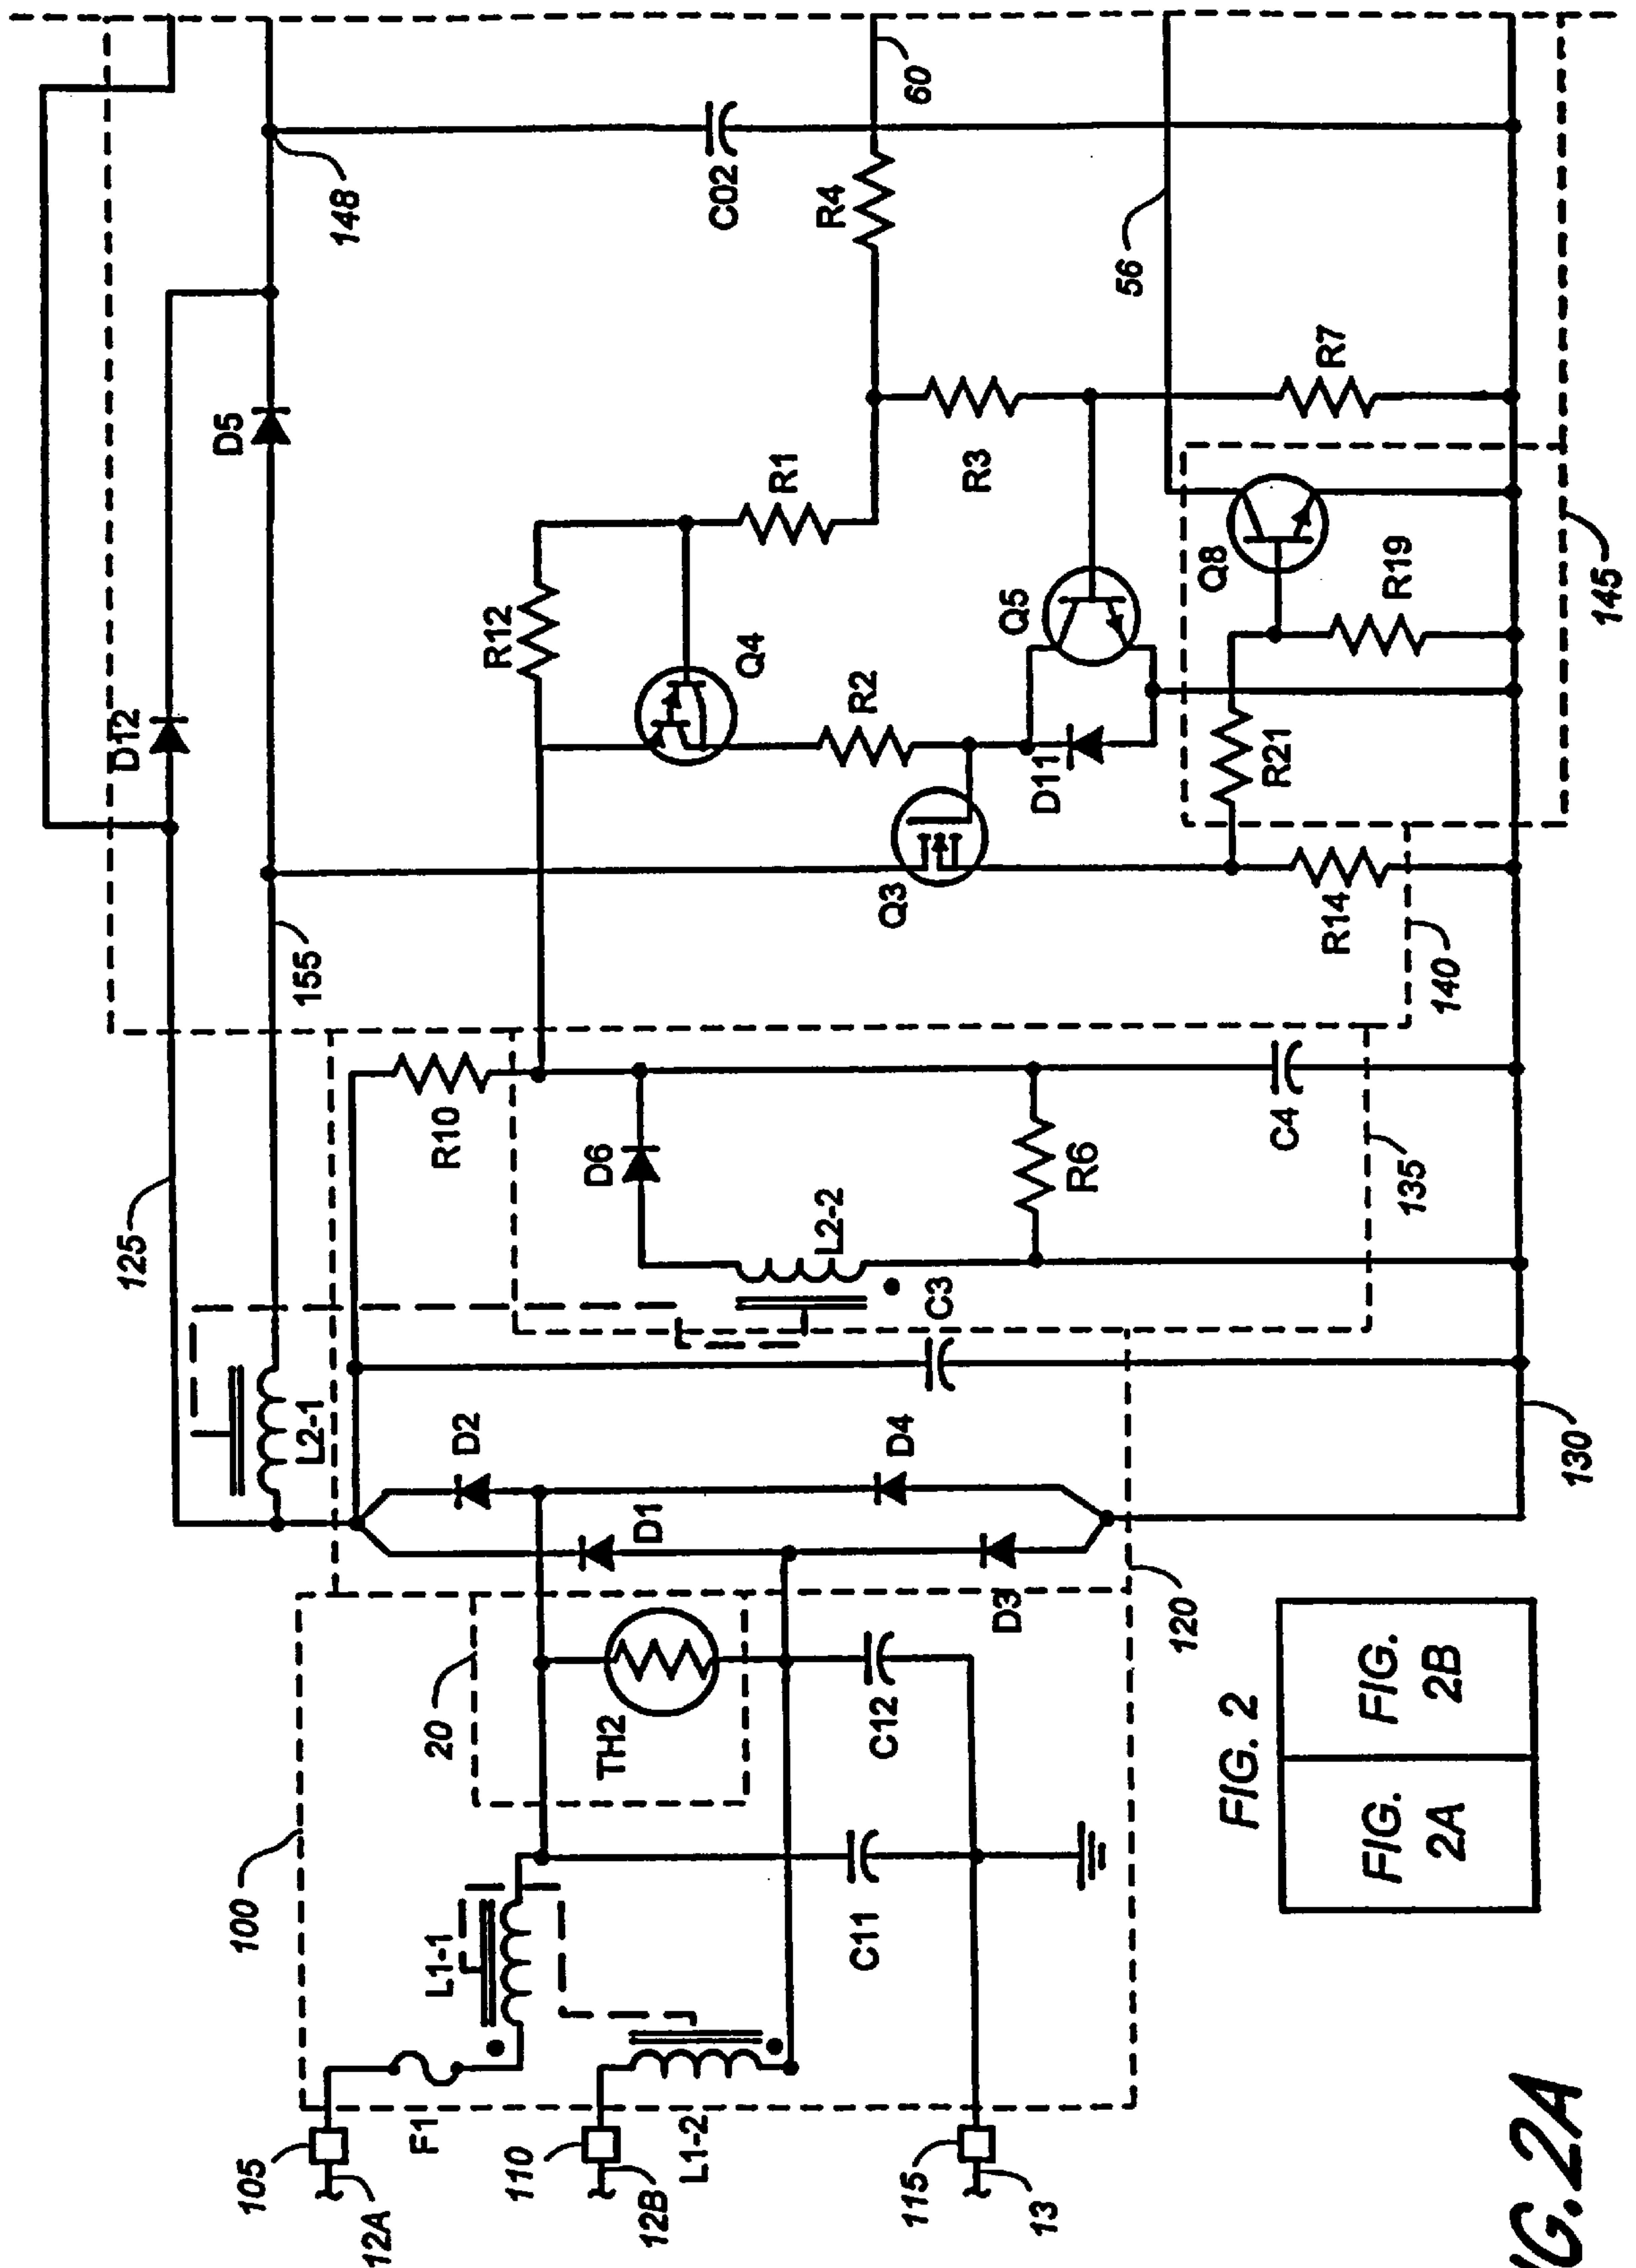 125
D12
155
D5
148
105
F1
100
L1-1
L2-1
R10
R12
R1
C02
12A
20
TH2
D2
D6
Q4
R4
60
110
12B
L1-2
D1
L2-2
R2
C11
C12
D4
C3
Q3
R3
115
13
D3
R6
D11
Q5
56
120
C4
R21
Q8
R14
R19
R7
135
140
130
145
FIG. 2
FIG.
2A
FIG.
2B
G.2A